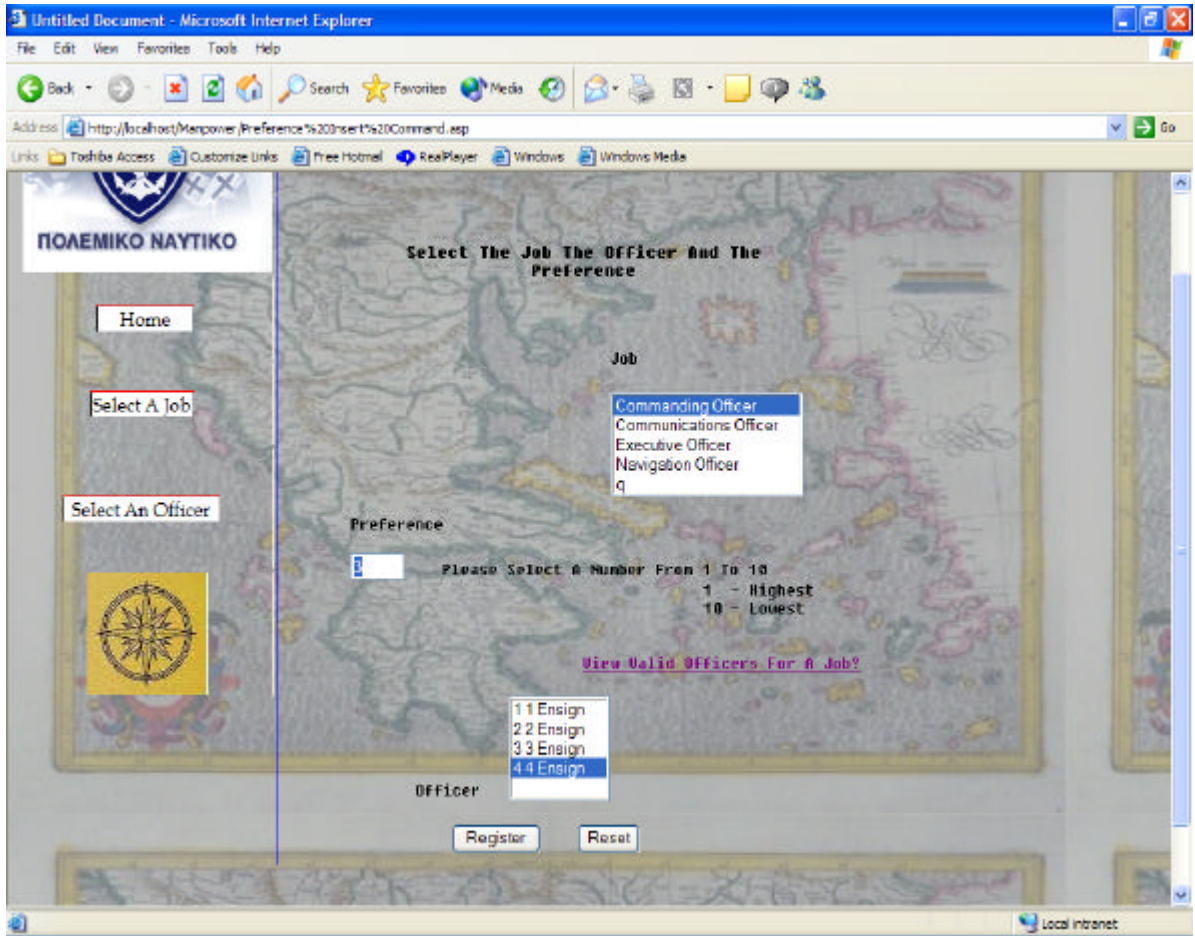 Untitled Document - Microsoft Internet Explorer
File Edit View Favorites Tools Help
Back Search Favorites Media
Address http://localhost/Manpower/Preference%20Insert%20Command.asp Go
Links Toshiba Access Customize Links Free Hotmail RealPlayer Windows Windows Media
ΠΟΛΕΜΙΚΟ ΝΑΥΤΙΚΟ
Select The Job The Officer And The
Preference
Home
Job
Select A Job
Commanding Officer
Communications Officer
Executive Officer
Navigation Officer
q
Select An Officer
Preference
3 Please Select A Number From 1 To 10
1 - Highest
10 - Lowest
View Valid Officers For A Job?
1 1 Ensign
2 2 Ensign
3 3 Ensign
4 4 Ensign
Officer
Register Reset
Local intranet